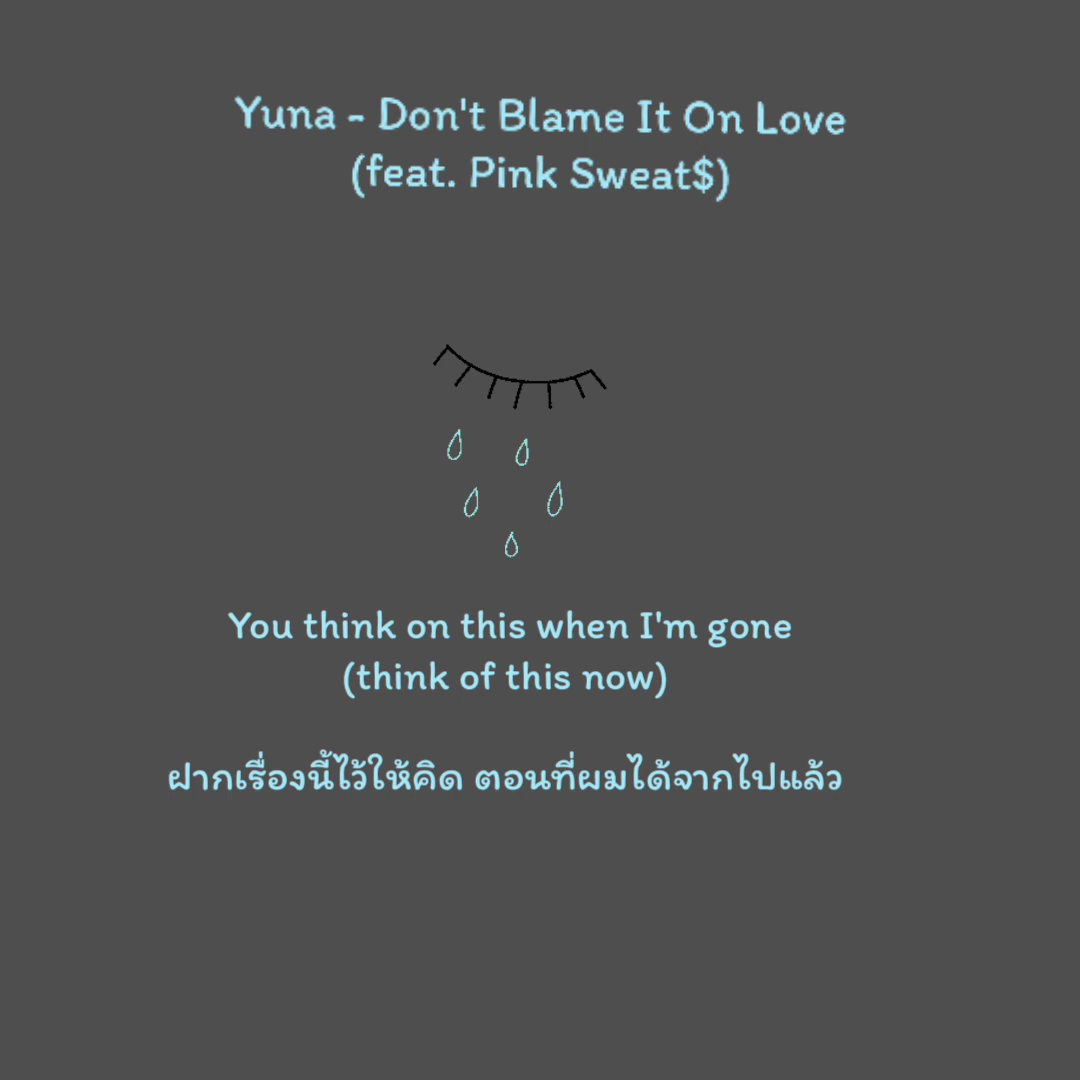 Yuna - Don't Blame It On Love
(feat. Pink Sweat$)
You think on this when I'm gone
(think of this now)
ฝากเรื่องนี้ไว้ให้คิด ตอนที่ผมได้จากไปแล้ว